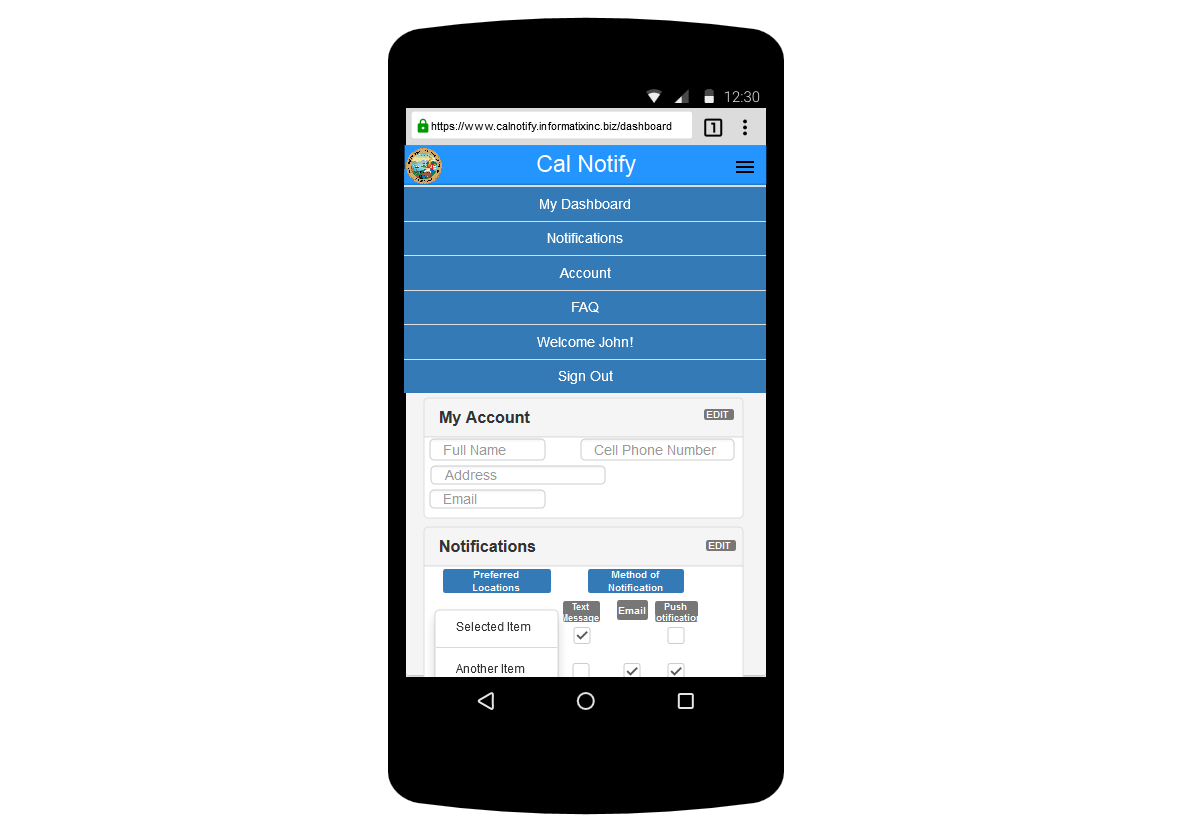 12:30
https://www.calnotify.informatixinc.biz/dashboard
1
Cal Notify
My Dashboard
Notifications
Account
FAQ
Welcome John!
Sign Out
My Account
EDIT
Full Name
Cell Phone Number
Address
Email
Notifications
EDIT
Preferred
Locations
Method of
Notification
Text
Message
Email
Push
otification
Selected Item
Another Item